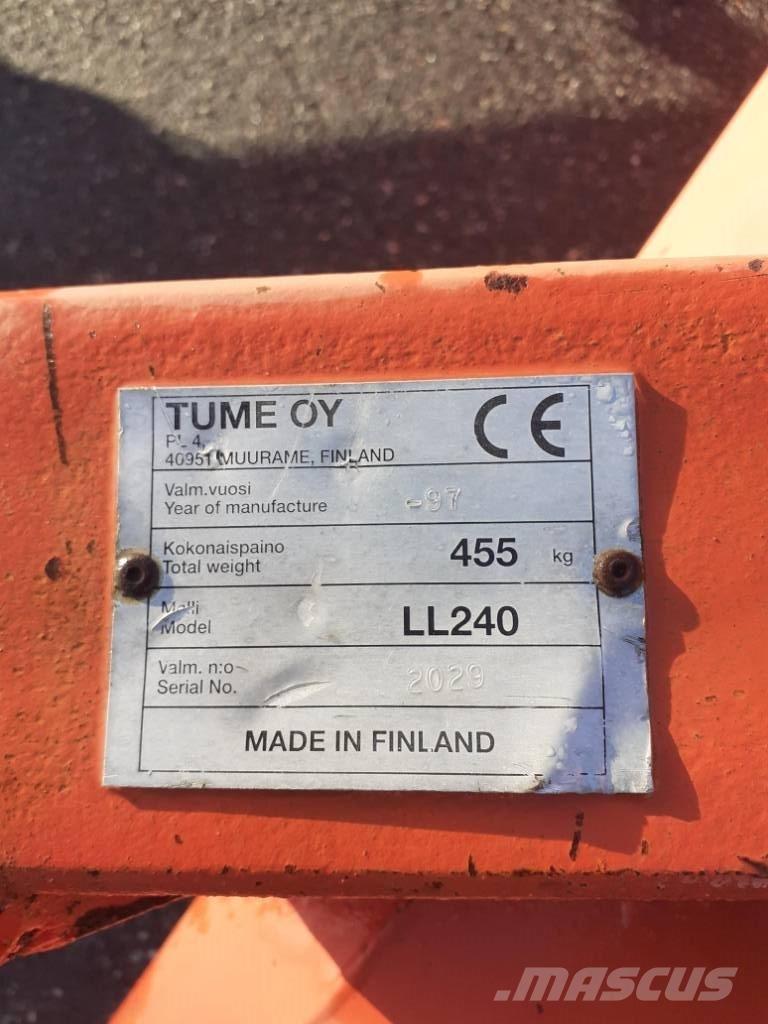 TUME OY
PL 4,
40951 MUURAME, FINLAND
CE
Valm.vuosi
Year of manufacture
-97
Kokonaispaino
Total weight
455 kg
Malli
Model
LL240
Valm. n:o
Serial No.
2029
MADE IN FINLAND
MASCUS